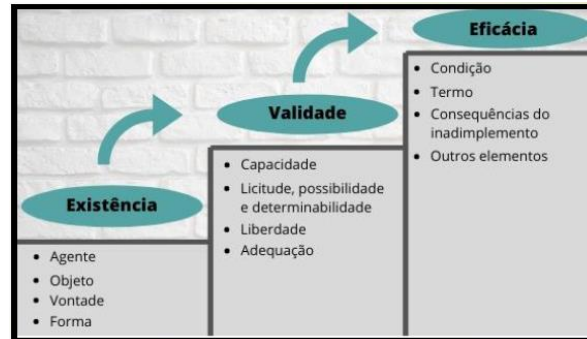 Existência
• Agente
• Objeto
• Vontade
• Forma
Validade
• Capacidade
• Licitude, possibilidade
e determinabilidade
• Liberdade
• Adequação
Eficácia
• Condição
• Termo
• Consequências do
inadimplemento
• Outros elementos